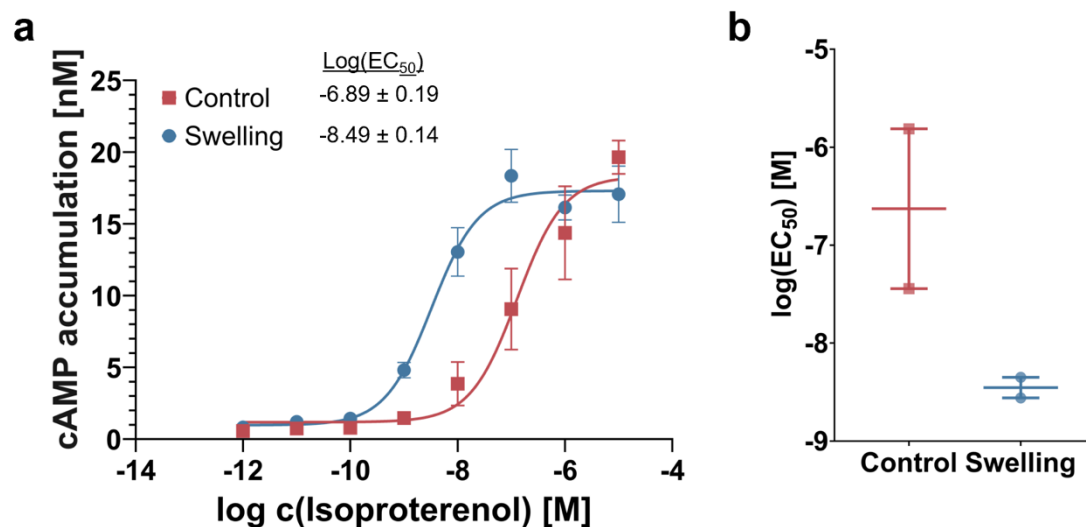 a
Log(EC50)
Control -6.89 ± 0.19
Swelling -8.49 ± 0.14
cAMP accumulation [nM]
25
20
15
10
5
0
-14 -12 -10 -8 -6 -4
log c(Isoproterenol) [M]
b
log(EC50) [M]
-5
-6
-7
-8
-9
Control Swelling